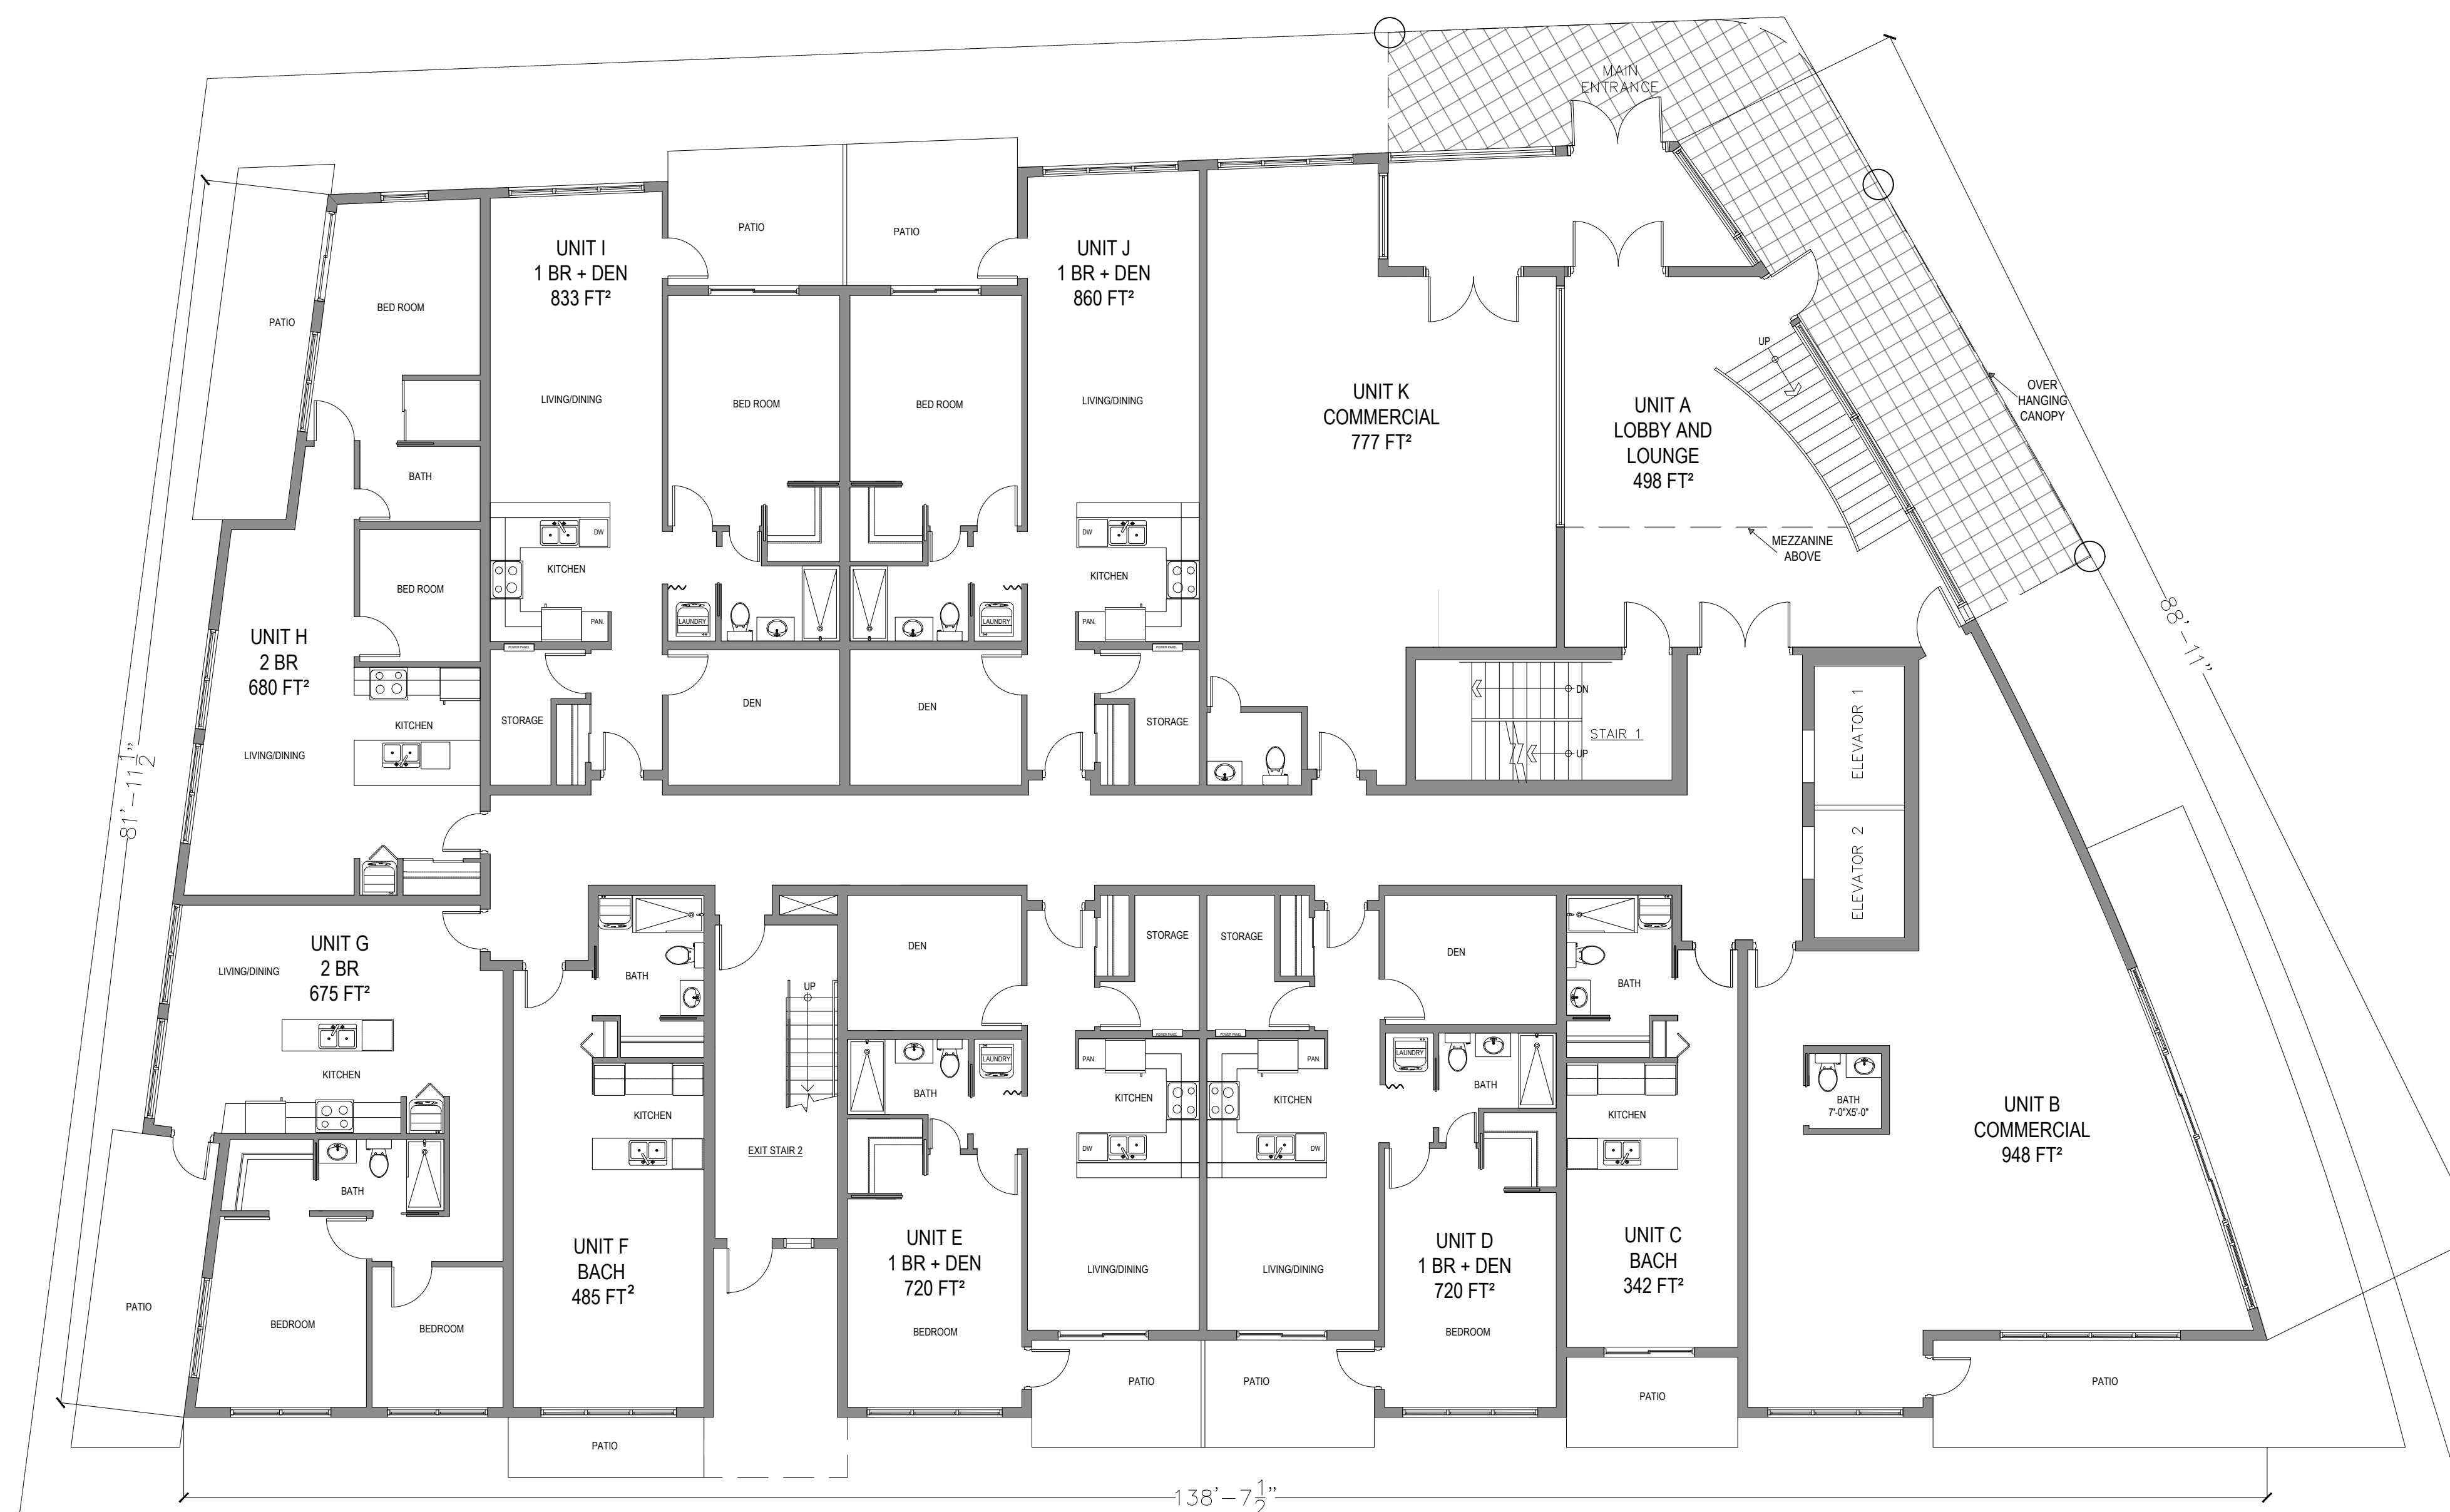 MAIN
ENTRANCE
PATIO
PATIO
UNIT I
1 BR + DEN
833 FT²
UNIT J
1 BR + DEN
860 FT²
BED ROOM
PATIO
UP
OVER
HANGING
CANOPY
UNIT K
COMMERCIAL
777 FT²
UNIT A
LOBBY AND
LOUNGE
498 FT²
LIVING/DINING
BED ROOM
BED ROOM
LIVING/DINING
BATH
DW
DW
MEZZANINE
ABOVE
KITCHEN
KITCHEN
BED ROOM
PAN.
LAUNDRY
LAUNDRY
PAN.
88'-11"
UNIT H
2 BR
680 FT²
POWER PANEL
POWER PANEL
STORAGE
DEN
DEN
STORAGE
DN
UP
STAIR 1
ELEVATOR 1
KITCHEN
LIVING/DINING
81'-11 1/2"
ELEVATOR 2
UNIT G
2 BR
675 FT²
LIVING/DINING
DEN
STORAGE
STORAGE
DEN
BATH
BATH
UP
POWER PANEL
POWER PANEL
KITCHEN
PAN.
LAUNDRY
PAN.
LAUNDRY
BATH
BATH
KITCHEN
KITCHEN
KITCHEN
KITCHEN
BATH
7'-0"X5'-0"
UNIT B
COMMERCIAL
948 FT²
DW
DW
EXIT STAIR 2
BATH
UNIT F
BACH
485 FT²
UNIT E
1 BR + DEN
720 FT²
UNIT D
1 BR + DEN
720 FT²
UNIT C
BACH
342 FT²
LIVING/DINING
LIVING/DINING
PATIO
BEDROOM
BEDROOM
BEDROOM
BEDROOM
PATIO
PATIO
PATIO
PATIO
PATIO
138'-7 1/2"